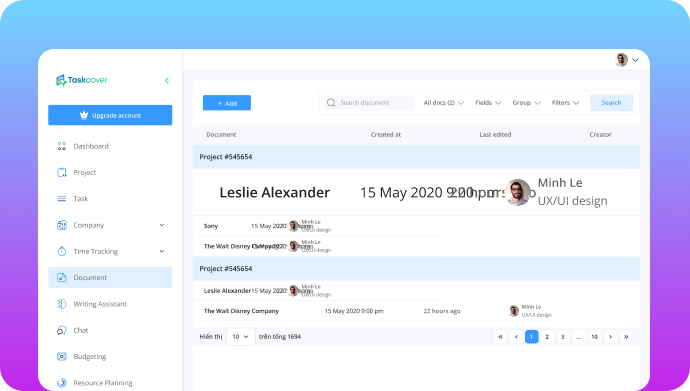 Taskcover
Upgrade account
Dashboard
Project
Task
Company
Time Tracking
Document
Writing Assistant
Chat
Budgeting
Resource Planning
+ Add
Search document
All docs (2)
Fields
Group
Filters
Search
Document Created at Last edited Creator
Project #545654
Leslie Alexander 15 May 2020 9:00 pm 22 hours ago Minh Le
UX/UI design
Sony 15 May 2020 Minh Le
UX/UI design
The Walt Disney Company Minh Le
UX/UI design
Project #545654
Leslie Alexander 15 May 2020 Minh Le
UX/UI design
The Walt Disney Company 15 May 2020 9:00 pm 22 hours ago Minh Le
UX/UI design
Hiển thị 10 trên tổng 1694
« ‹ 1 2 3 ... 10 › »